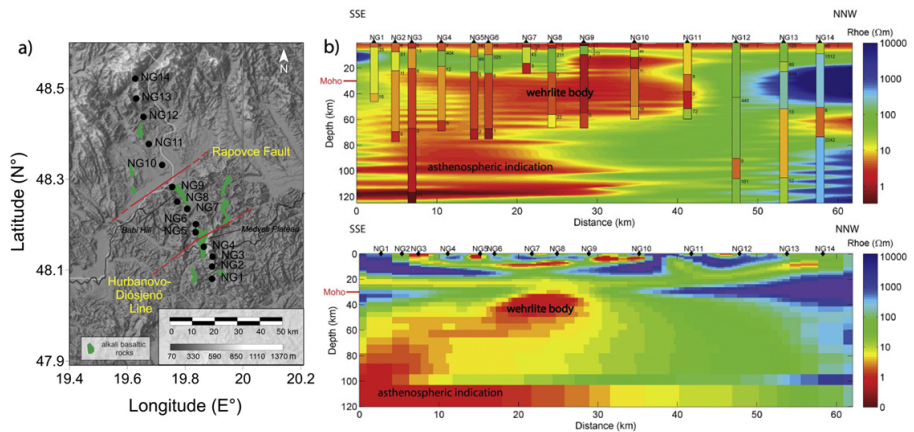 a)
N
48.5
48.3
48.1
47.9
Latitude (N°)
NG14
NG13
NG12
NG11
NG10
NG9
NG8
NG7
NG6
NG5
NG4
NG3
NG2
NG1
Rapovce Fault
Babi Hill
Medves Plateau
Hurbanovo-
Diósjenő
Line
alkali basaltic
rocks
0 10 20 30 40 50 km
70 330 590 850 1110 1370 m
19.4 19.6 19.8 20 20.2
Longitude (E°)
b)
SSE NNW
NG1 NG2 NG3 NG4 NG5 NG6 NG7 NG8 NG9 NG10 NG11 NG12 NG13 NG14
Rhoe (Ωm)
Moho
20
40
60
80
100
120
Depth (km)
wehrlite body
asthenospheric indication
0 10 20 30 40 50 60
Distance (km)
10000
1000
100
10
1
SSE NNW
NG1 NG2 NG3 NG4 NG5 NG6 NG7 NG8 NG9 NG10 NG11 NG12 NG13 NG14
Rhoe (Ωm)
0
20
Moho
40
60
80
100
120
Depth (km)
wehrlite body
asthenospheric indication
0 10 20 30 40 50 60
Distance (km)
10000
1000
100
10
1